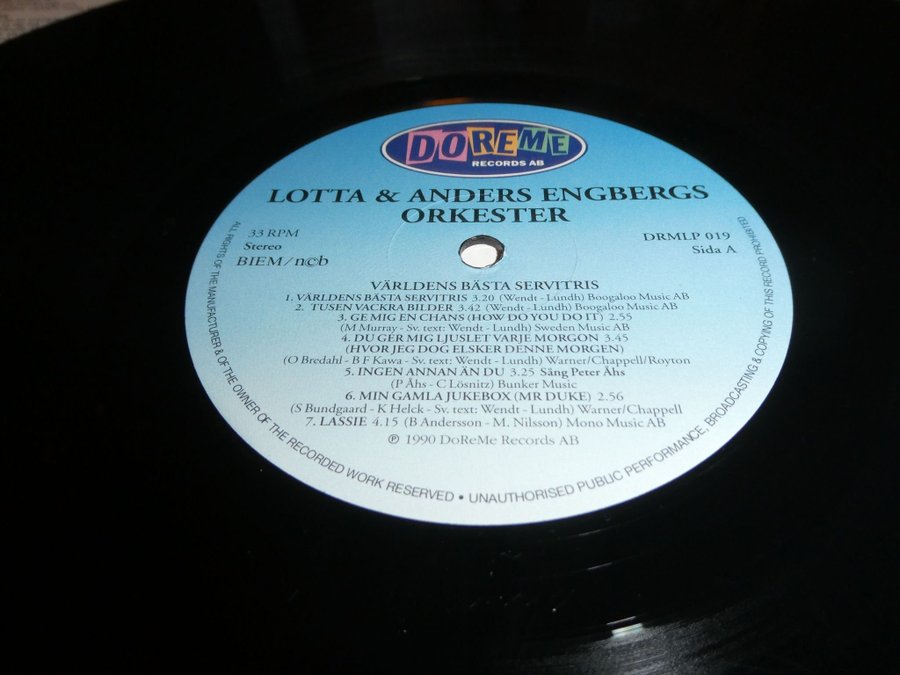 DOREME
RECORDS AB
LOTTA & ANDERS ENGBERGS
ORKESTER
33 RPM
Stereo
BIEM/n©b
DRMLP 019
Sida A
VÄRLDENS BÄSTA SERVITRIS
1. VÄRLDENS BÄSTA SERVITRIS 3.20 (Wendt - Lundh) Boogaloo Music AB
2. TUSEN VACKRA BILDER 3.42 (Wendt - Lundh) Boogaloo Music AB
3. GE MIG EN CHANS (HOW DO YOU DO IT) 2.55
(M Murray - Sv. text: Wendt - Lundh) Sweden Music AB
4. DU GER MIG LJUSLET VARJE MORGON 3.45
(HVOR JEG DOG ELSKER DENNE MORGEN)
(O Bredahl - B F Kawa - Sv. text: Wendt - Lundh) Warner/Chappell/Royton
5. INGEN ANNAN ÄN DU 3.25 Sång Peter Åhs
(P Åhs - C Lösnitz) Bunker Music
6. MIN GAMLA JUKEBOX (MR DUKE) 2.56
(S Bundgaard - K Helck - Sv. text: Wendt - Lundh) Warner/Chappell
7. LASSIE 4.15 (B Andersson - M. Nilsson) Mono Music AB
℗ 1990 DoReMe Records AB
ALL RIGHTS OF THE MANUFACTURER & OF THE OWNER OF THE RECORDED WORK RESERVED • UNAUTHORISED PUBLIC PERFORMANCE, BROADCASTING & COPYING OF THIS RECORD PROHIBITED